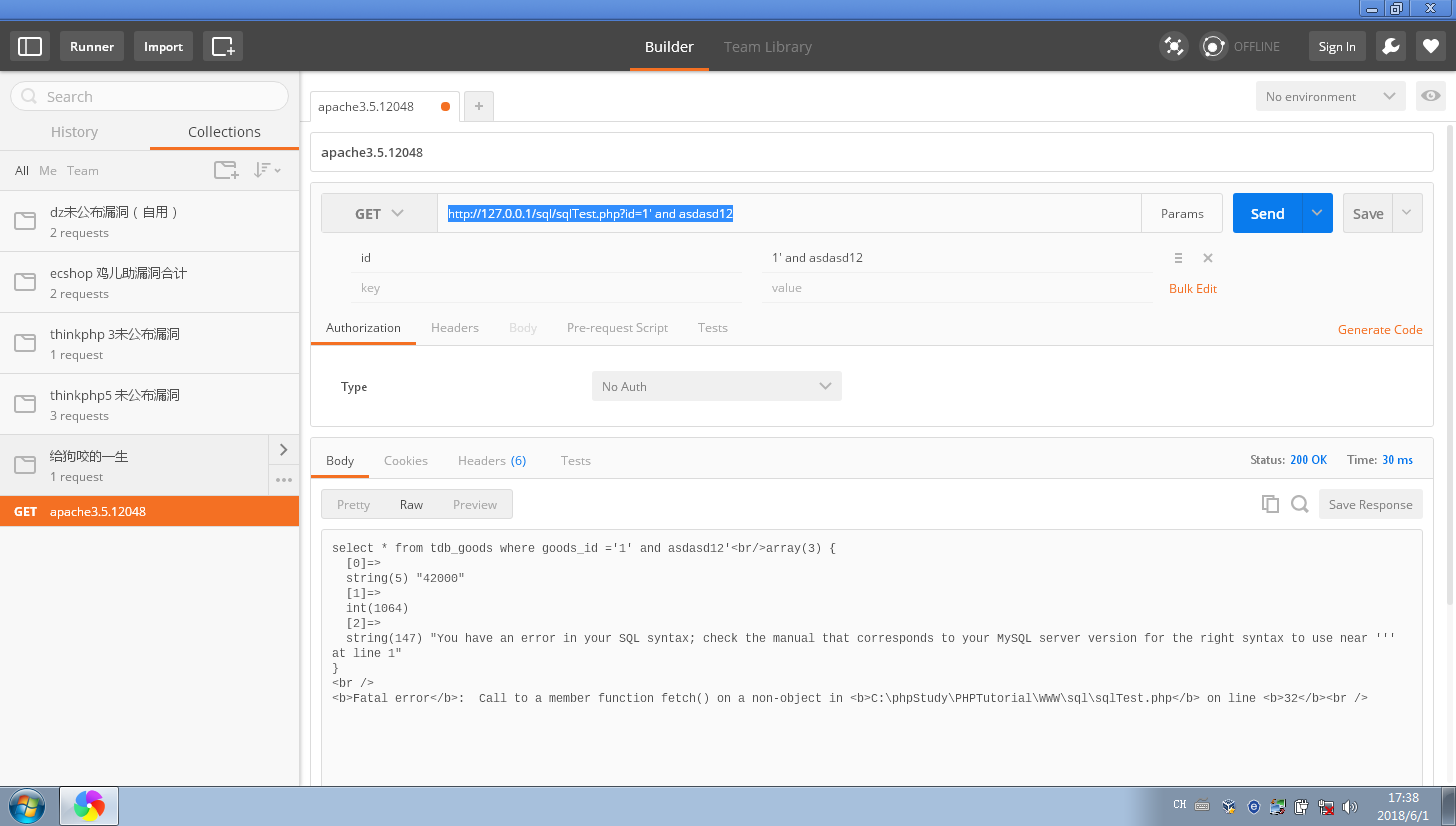 Runner
Import
Builder
Team Library
OFFLINE
Sign In
Search
History
Collections
All
Me
Team
dz未公布漏洞（自用）
2 requests
ecshop 鸡儿助漏洞合计
2 requests
thinkphp 3未公布漏洞
1 request
thinkphp5 未公布漏洞
3 requests
给狗咬的一生
1 request
GET apache3.5.12048
apache3.5.12048
+
No environment
apache3.5.12048
GET
http://127.0.0.1/sql/sqlTest.php?id=1' and asdasd12
Params
Send
Save
id
1' and asdasd12
key
value
Bulk Edit
Authorization
Headers
Body
Pre-request Script
Tests
Generate Code
Type
No Auth
Body
Cookies
Headers (6)
Tests
Status: 200 OK
Time: 30 ms
Pretty
Raw
Preview
Save Response
select * from tdb_goods where goods_id ='1' and asdasd12'<br/>array(3) {
[0]=>
string(5) "42000"
[1]=>
int(1064)
[2]=>
string(147) "You have an error in your SQL syntax; check the manual that corresponds to your MySQL server version for the right syntax to use near '''
at line 1"
}
<br />
<b>Fatal error</b>:  Call to a member function fetch() on a non-object in <b>C:\phpStudy\PHPTutorial\WWW\sql\sqlTest.php</b> on line <b>32</b><br />
CH
17:38
2018/6/1